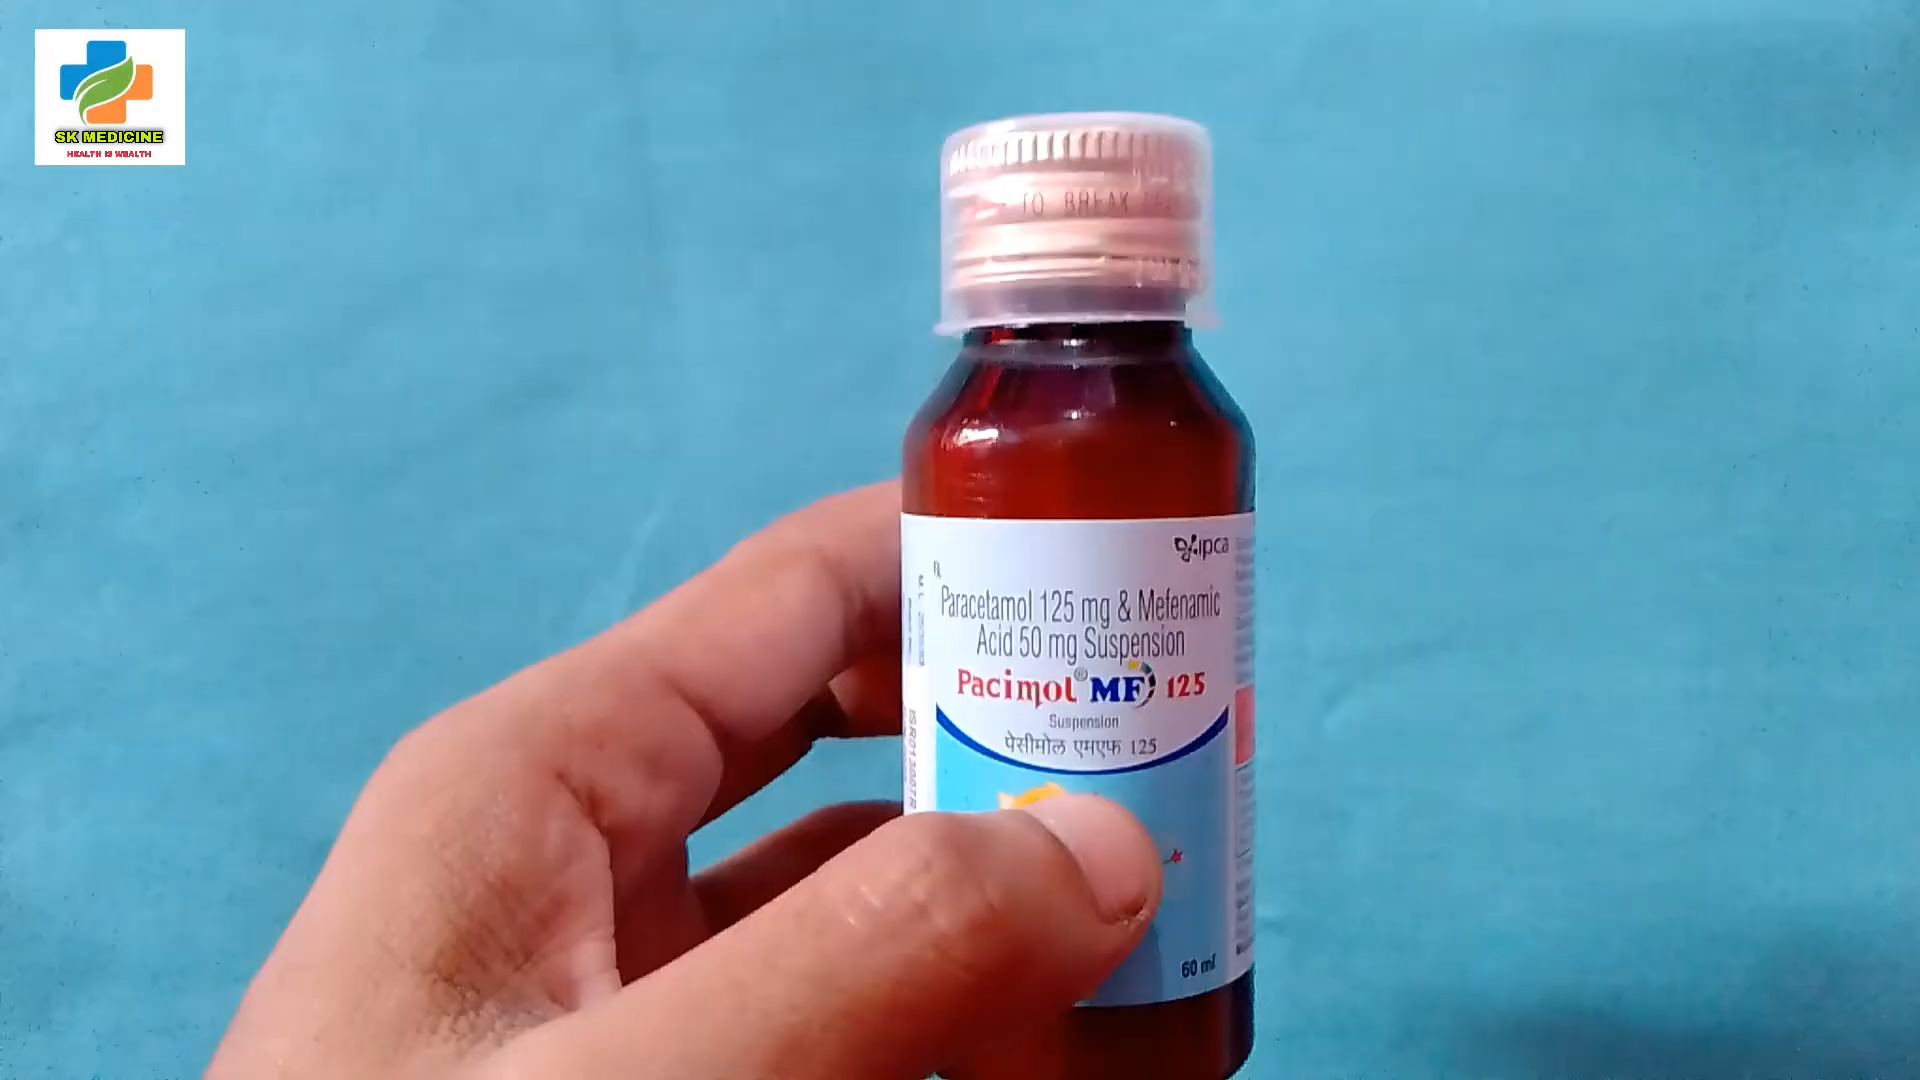 SK MEDICINE
HEALTH IS WEALTH
TO BREAK
ipca
Rx
Paracetamol 125 mg & Mefenamic
Acid 50 mg Suspension
Pacimol® MF 125
Suspension
पेसीमोल एमएफ 125
60 ml